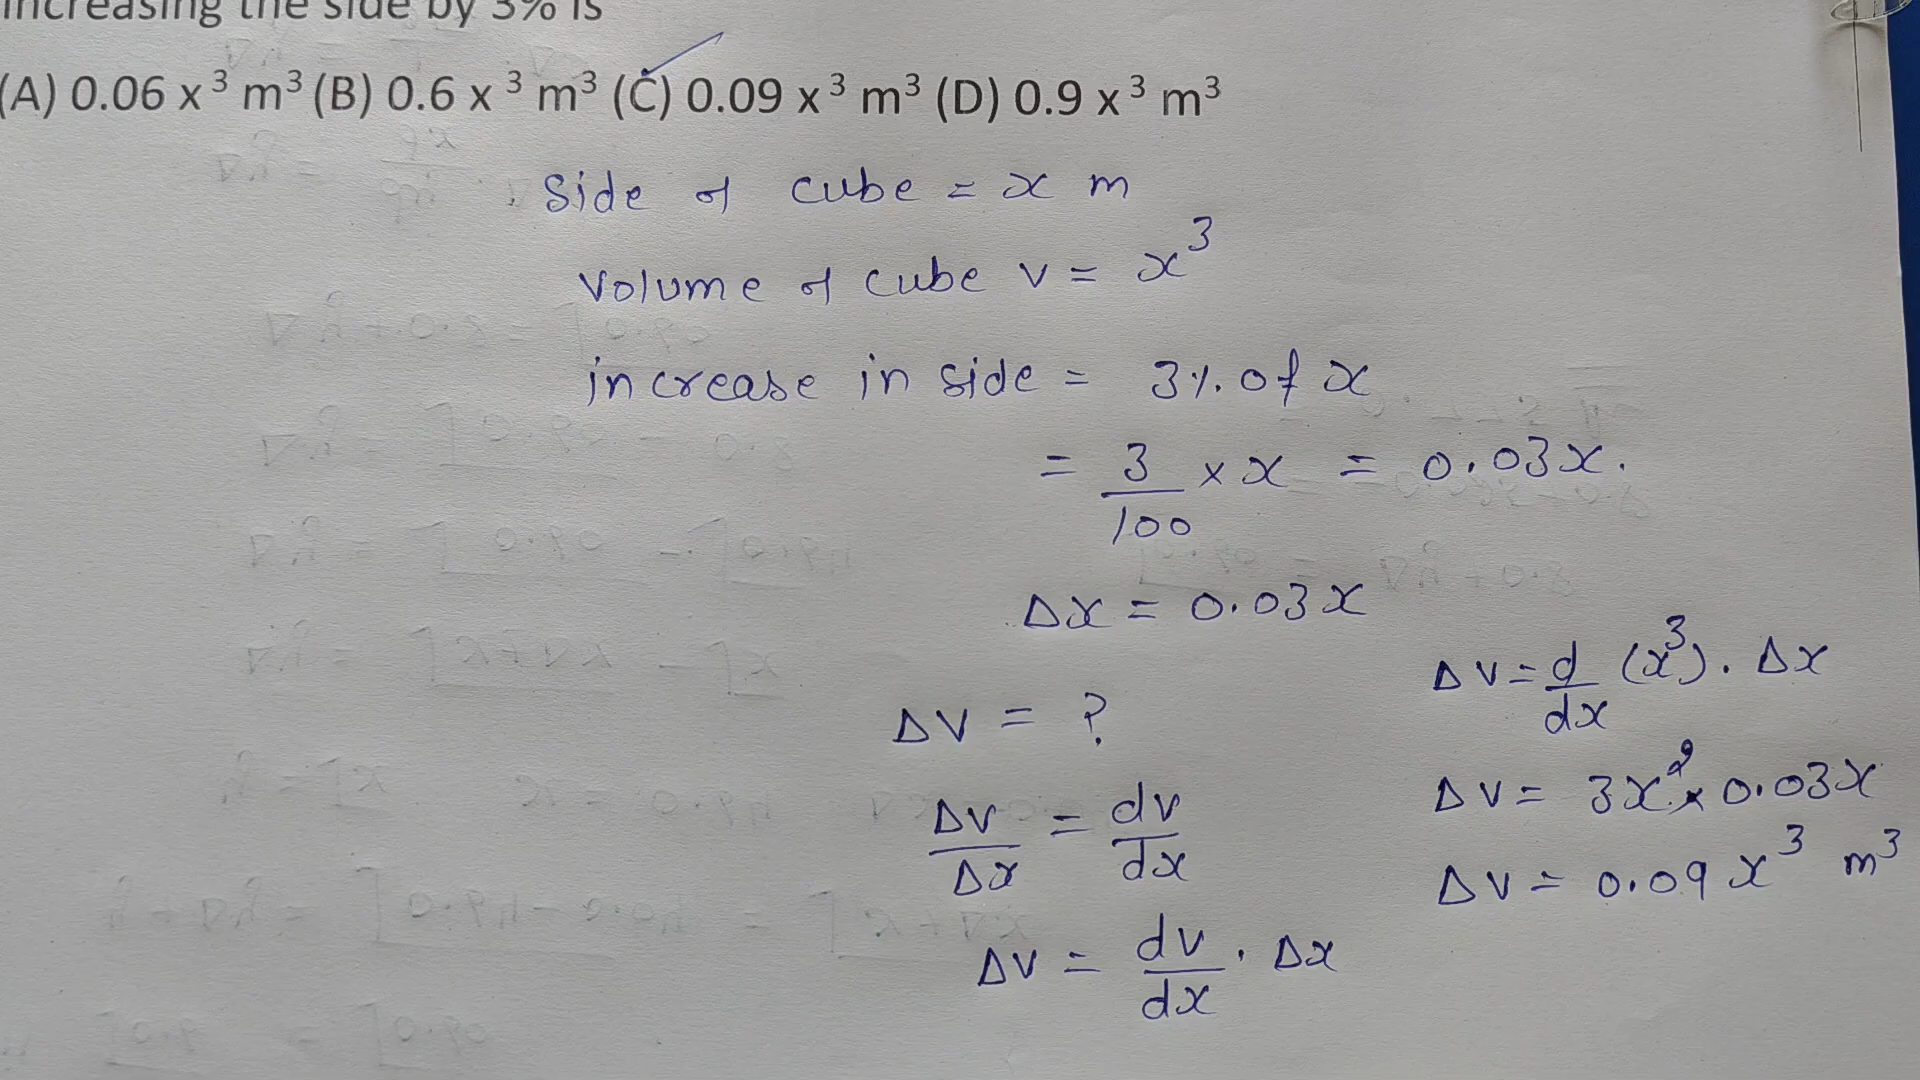 increasing the side by 3% is
(A) 0.06 x³ m³ (B) 0.6 x³ m³ (C) 0.09 x³ m³ (D) 0.9 x³ m³
Side of cube = x m
Volume of cube v = x³
increase in side = 3% of x
= 3/100 × x = 0.03x.
Δx = 0.03x
Δv = ?
Δv/Δx = dv/dx
Δv = dv/dx . Δx
Δv = d/dx (x³). Δx
Δv = 3x² × 0.03x
Δv = 0.09 x³ m³